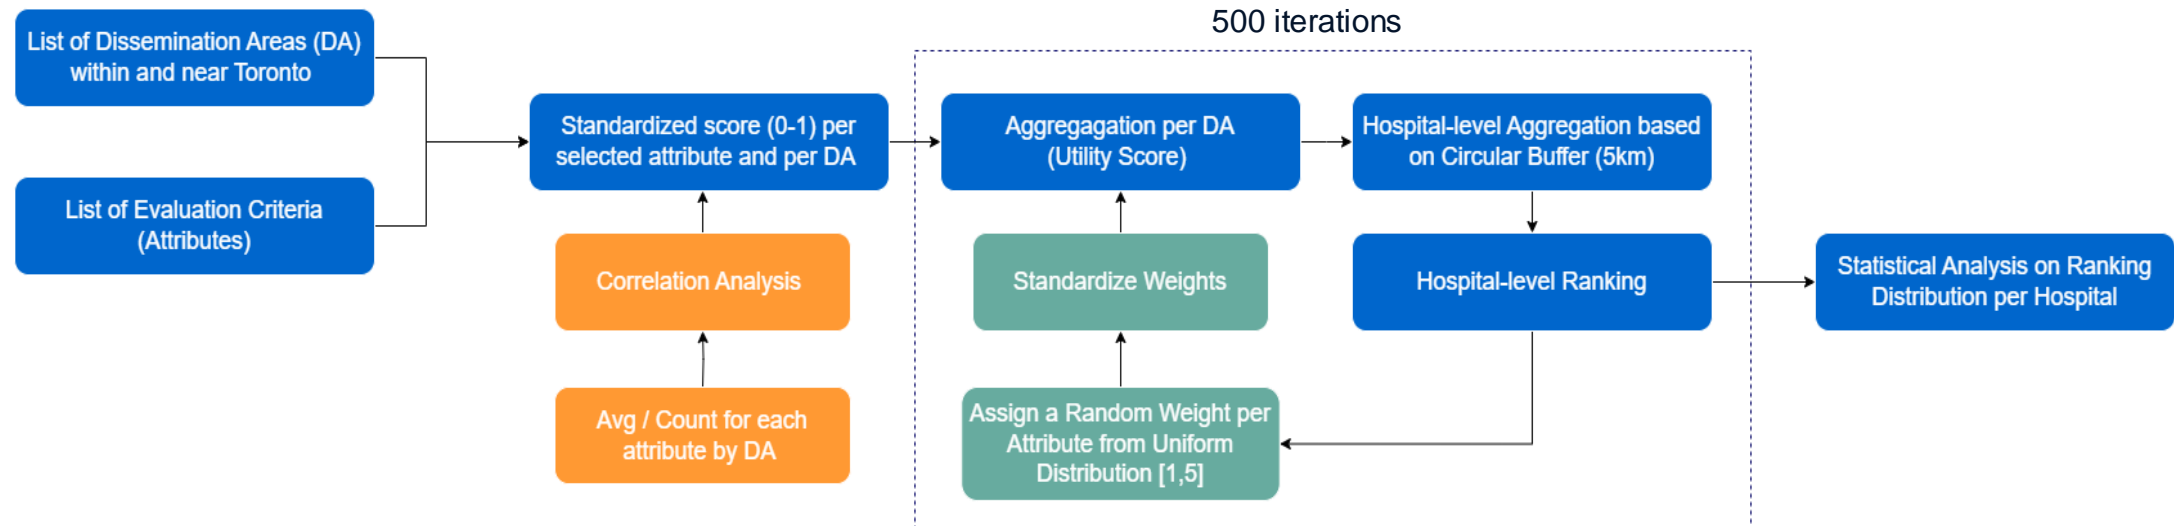 500 iterations
List of Dissemination Areas (DA)
within and near Toronto
List of Evaluation Criteria
(Attributes)
Standardized score (0-1) per
selected attribute and per DA
Correlation Analysis
Avg / Count for each
attribute by DA
Aggregagation per DA
(Utility Score)
Standardize Weights
Assign a Random Weight per
Attribute from Uniform
Distribution [1,5]
Hospital-level Aggregation based
on Circular Buffer (5km)
Hospital-level Ranking
Statistical Analysis on Ranking
Distribution per Hospital